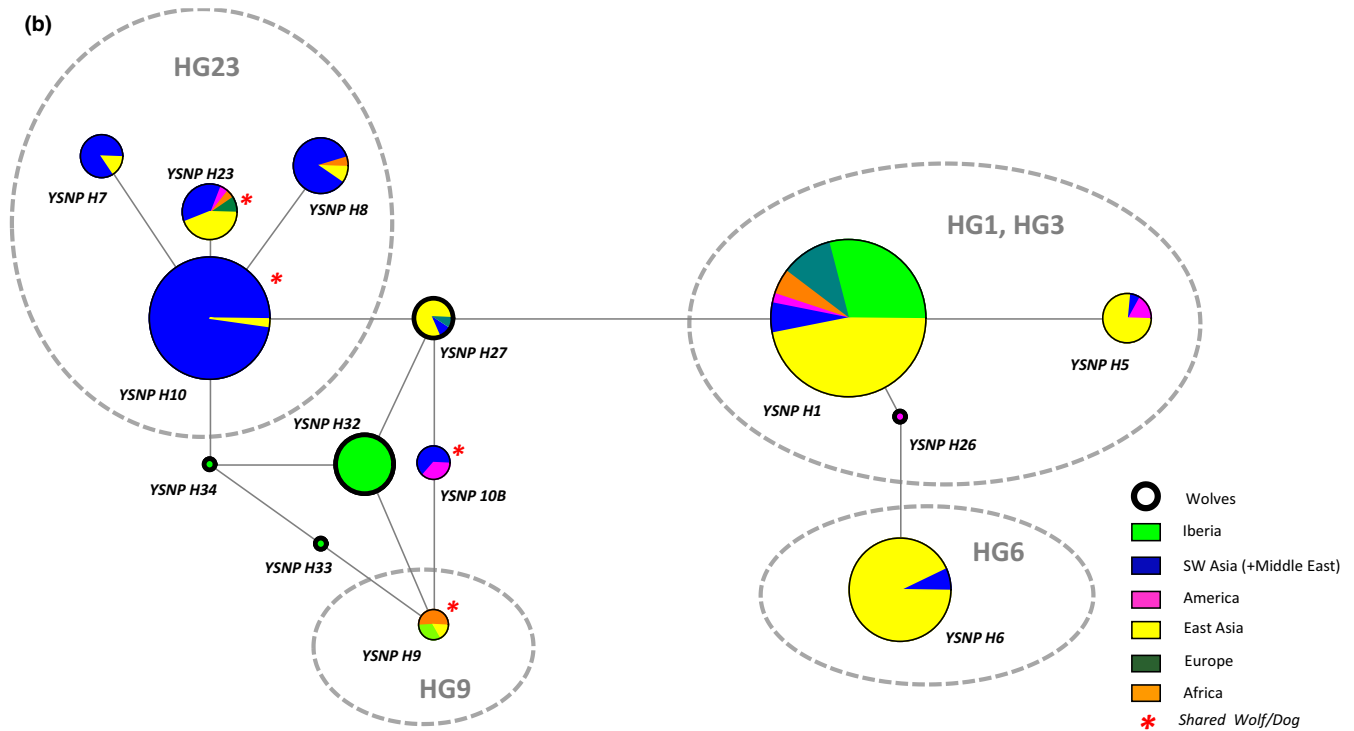 (b)
HG23
YSNP H23
YSNP H7
*
YSNP H8
HG1, HG3
*
YSNP H10
YSNP H27
YSNP H1
YSNP H5
YSNP H32
*
YSNP H26
YSNP H34
YSNP 10B
YSNP H33
HG6
YSNP H6
*
YSNP H9
HG9
Wolves
Iberia
SW Asia (+Middle East)
America
East Asia
Europe
Africa
* Shared Wolf/Dog